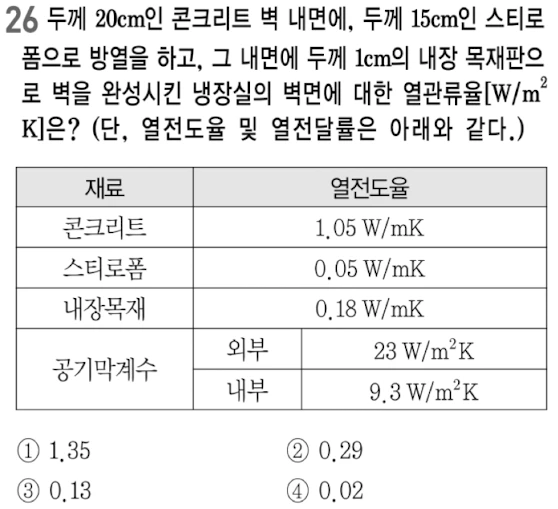 26 두께 20cm인 콘크리트 벽 내면에, 두께 15cm인 스티로
폼으로 방열을 하고, 그 내면에 두께 1cm의 내장 목재판으
로 벽을 완성시킨 냉장실의 벽면에 대한 열관류율[W/m²
K]은? (단, 열전도율 및 열전달률은 아래와 같다.)
재료 열전도율
콘크리트 1.05 W/mK
스티로폼 0.05 W/mK
내장목재 0.18 W/mK
공기막계수 외부 23 W/m²K
내부 9.3 W/m²K
① 1.35 ② 0.29
③ 0.13 ④ 0.02